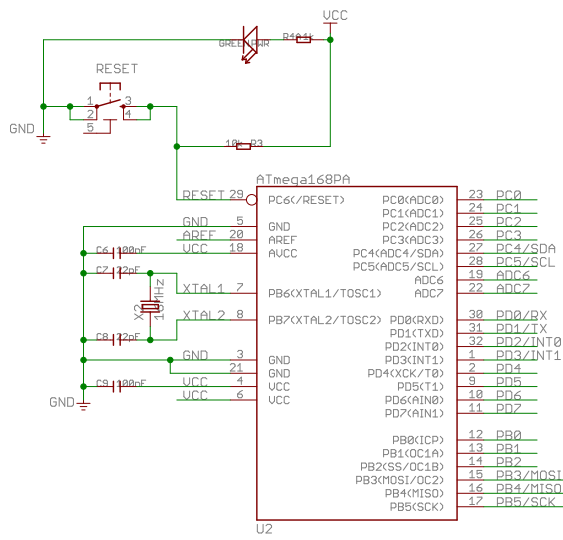 VCC
GREEN PWR R4 1k
RESET
1 3
2 4
5
GND
10k R3
ATmega168PA
RESET 29 PC6(/RESET) PC0(ADC0) 23 PC0
PC1(ADC1) 24 PC1
GND 5 GND PC2(ADC2) 25 PC2
AREF 20 AREF PC3(ADC3) 26 PC3
C6 100nF VCC 18 AVCC PC4(ADC4/SDA) 27 PC4/SDA
PC5(ADC5/SCL) 28 PC5/SCL
C7 22pF ADC6 19 ADC6
XTAL1 7 PB6(XTAL1/TOSC1) ADC7 22 ADC7
X2 16MHz
XTAL2 8 PB7(XTAL2/TOSC2) PD0(RXD) 30 PD0/RX
PD1(TXD) 31 PD1/TX
C8 22pF PD2(INT0) 32 PD2/INT0
GND 3 GND PD3(INT1) 1 PD3/INT1
21 GND PD4(XCK/T0) 2 PD4
C9 100nF VCC 4 VCC PD5(T1) 9 PD5
GND VCC 6 VCC PD6(AIN0) 10 PD6
PD7(AIN1) 11 PD7
PB0(ICP) 12 PB0
PB1(OC1A) 13 PB1
PB2(SS/OC1B) 14 PB2
PB3(MOSI/OC2) 15 PB3/MOSI
PB4(MISO) 16 PB4/MISO
PB5(SCK) 17 PB5/SCK
U2